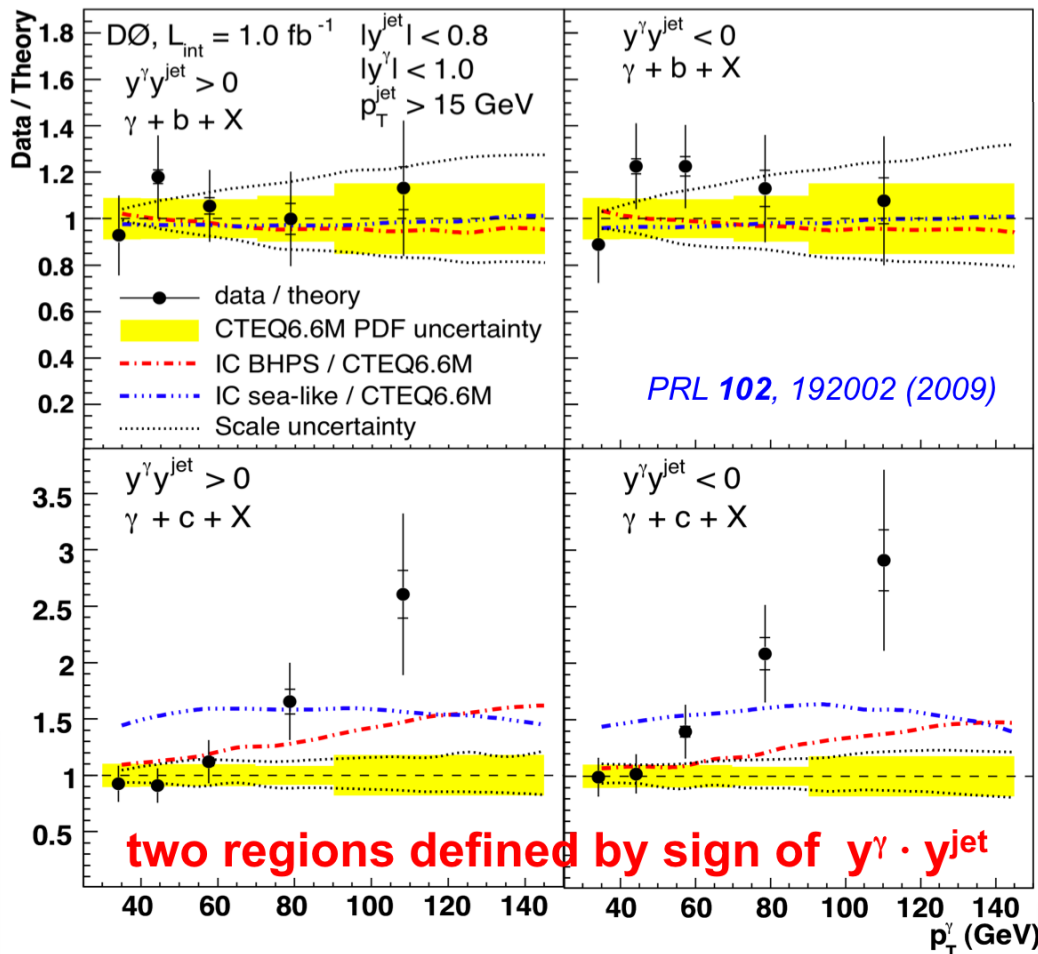 Data / Theory
1.8
1.6
1.4
1.2
1
0.8
0.6
0.4
0.2
DØ, L_int = 1.0 fb⁻¹
y^γ y^jet > 0
γ + b + X
|y^jet| < 0.8
|y^γ| < 1.0
p_T^jet > 15 GeV
data / theory
CTEQ6.6M PDF uncertainty
IC BHPS / CTEQ6.6M
IC sea-like / CTEQ6.6M
Scale uncertainty
y^γ y^jet < 0
γ + b + X
PRL 102, 192002 (2009)
3.5
3
2.5
2
1.5
1
0.5
y^γ y^jet > 0
γ + c + X
y^γ y^jet < 0
γ + c + X
two regions defined by sign of y^γ · y^jet
40 60 80 100 120 140
40 60 80 100 120 140
p_T^γ (GeV)